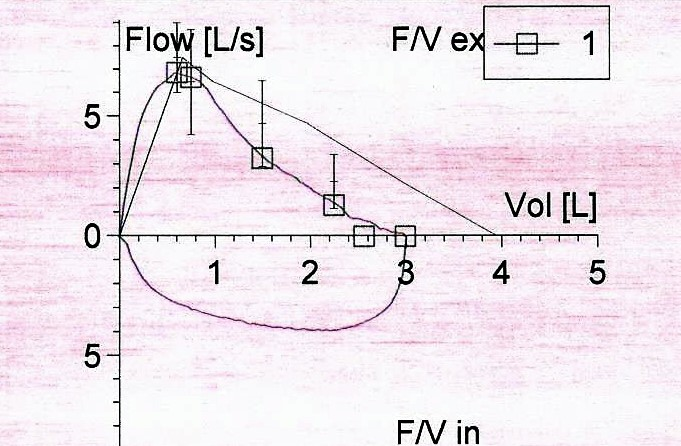 Flow [L/s]
F/V ex
1
5
0
Vol [L]
1 2 3 4 5
5
F/V in